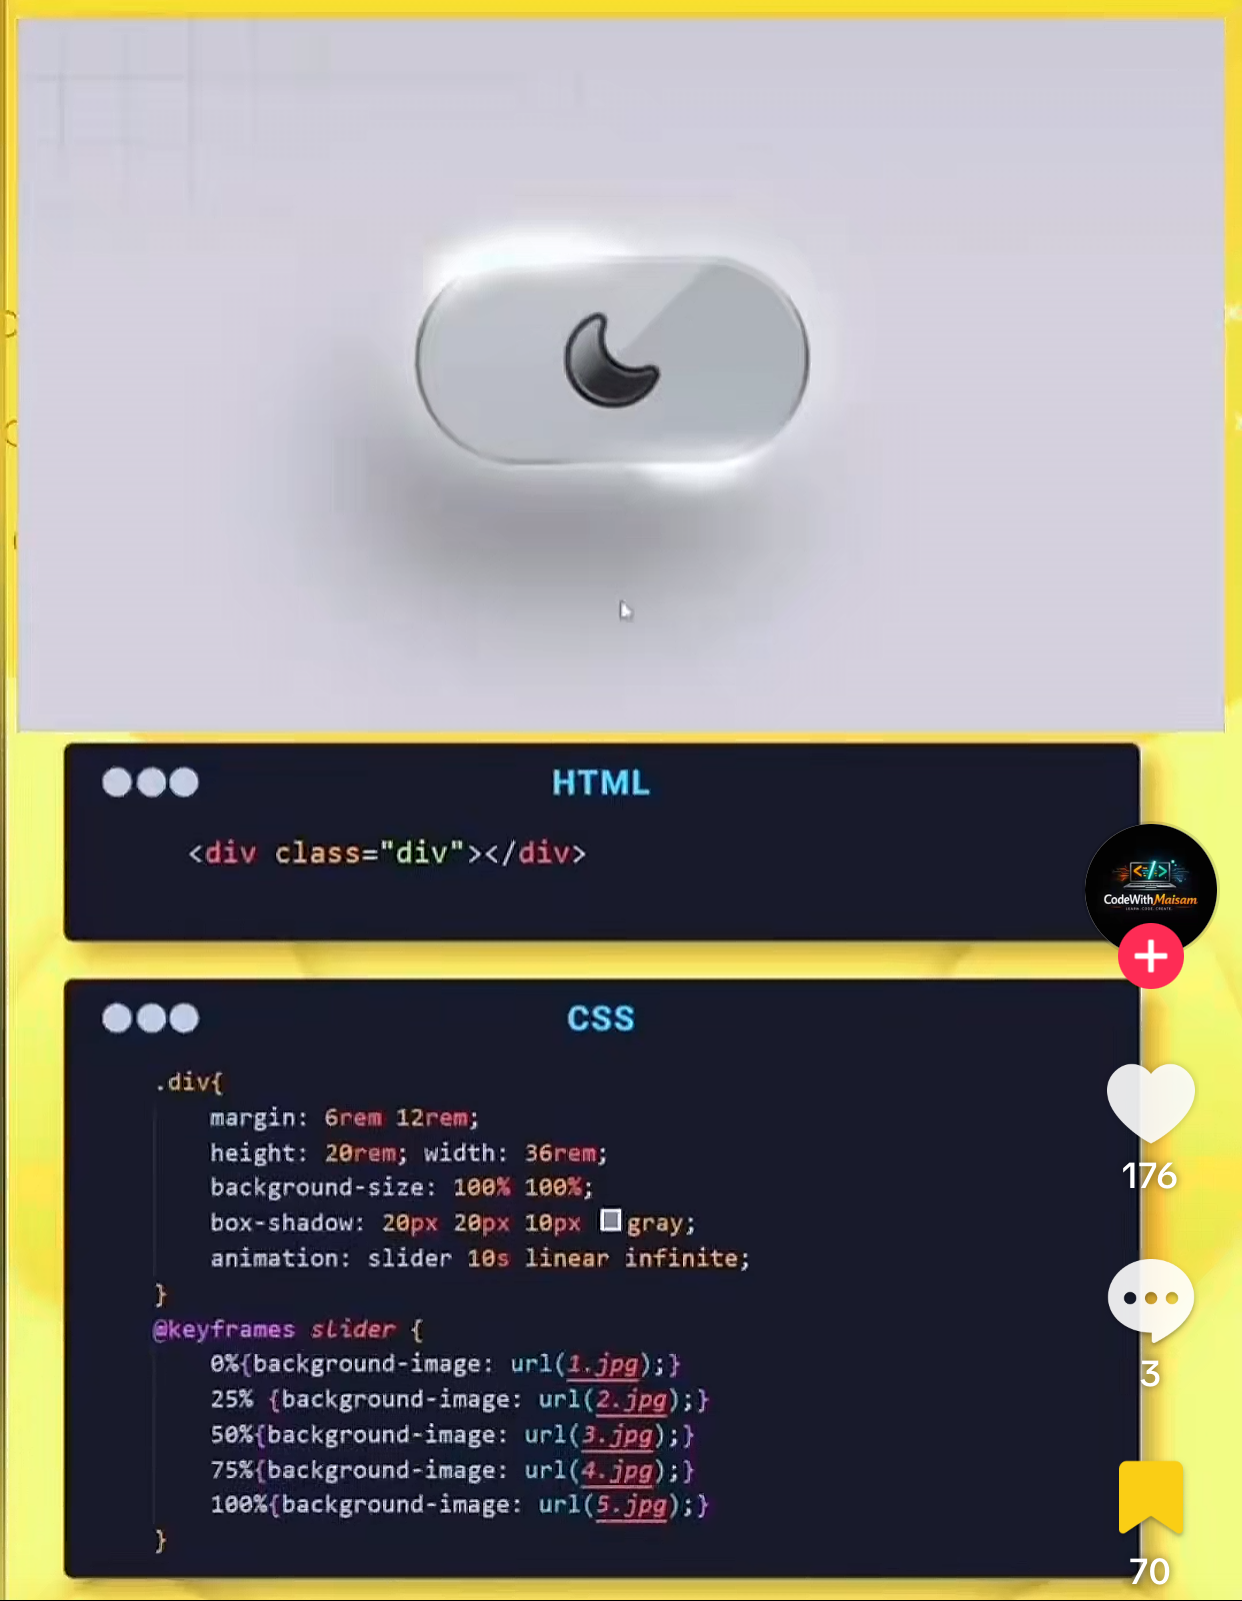 HTML
<div class="div"></div>
CodeWithMaisam
LEARN. CODE. CREATE.
CSS
.div{
margin: 6rem 12rem;
height: 20rem; width: 36rem;
background-size: 100% 100%;
box-shadow: 20px 20px 10px gray;
animation: slider 10s linear infinite;
}
@keyframes slider {
0%{background-image: url(1.jpg);}
25% {background-image: url(2.jpg);}
50%{background-image: url(3.jpg);}
75%{background-image: url(4.jpg);}
100%{background-image: url(5.jpg);}
}
176
3
70